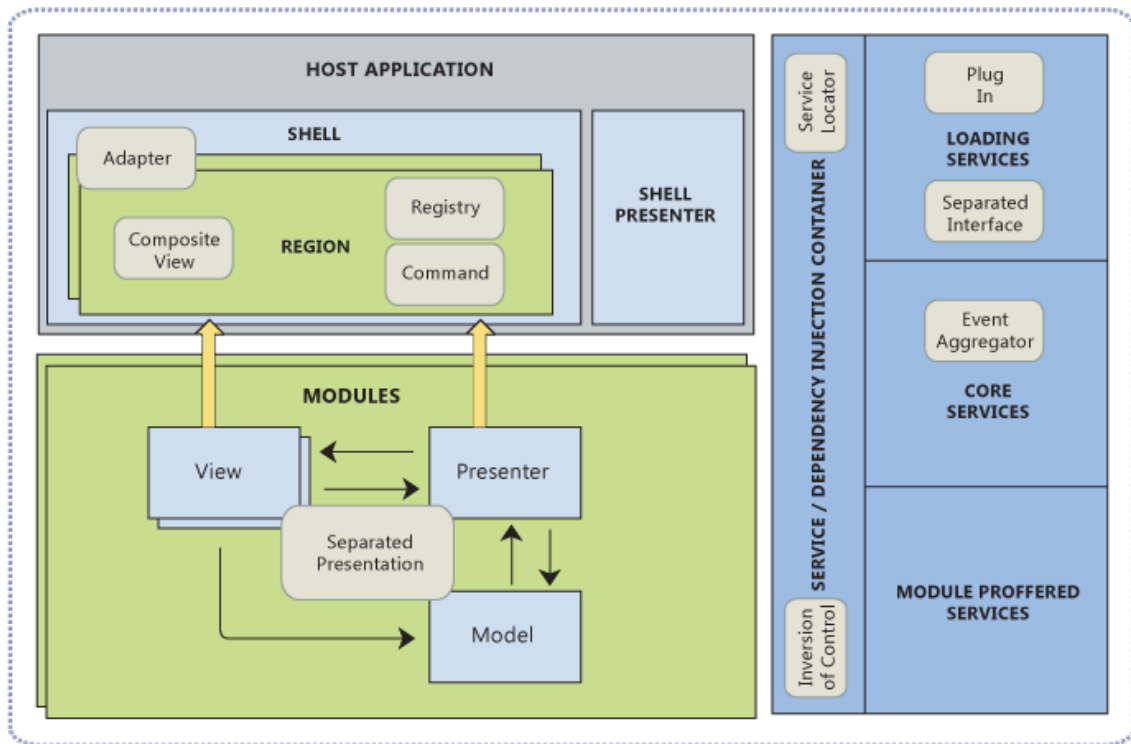 HOST APPLICATION
SHELL
Adapter
Registry
Composite
View
REGION
Command
SHELL
PRESENTER
MODULES
View
Presenter
Separated
Presentation
Model
Service
Locator
SERVICE / DEPENDENCY INJECTION CONTAINER
Inversion
of Control
Plug
In
LOADING
SERVICES
Separated
Interface
Event
Aggregator
CORE
SERVICES
MODULE PROFFERED
SERVICES